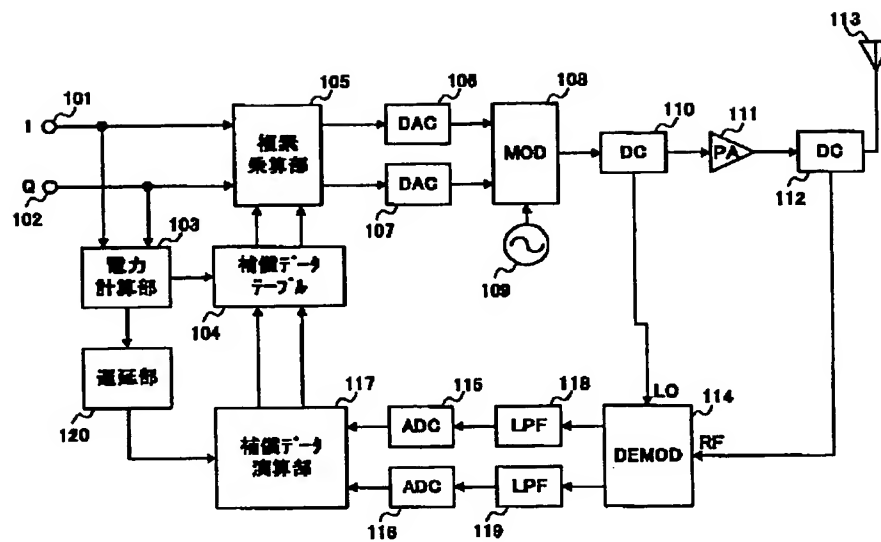 113
101
105
106
108
110
111
I
複素
乗算部
DAC
MOD
DC
PA
DC
112
Q
102
DAC
107
103
電力
計算部
補償データ
テーブル
104
109
遅延部
120
117
115
118
LO
114
補償データ
演算部
ADC
LPF
DEMOD
RF
ADC
LPF
116
119